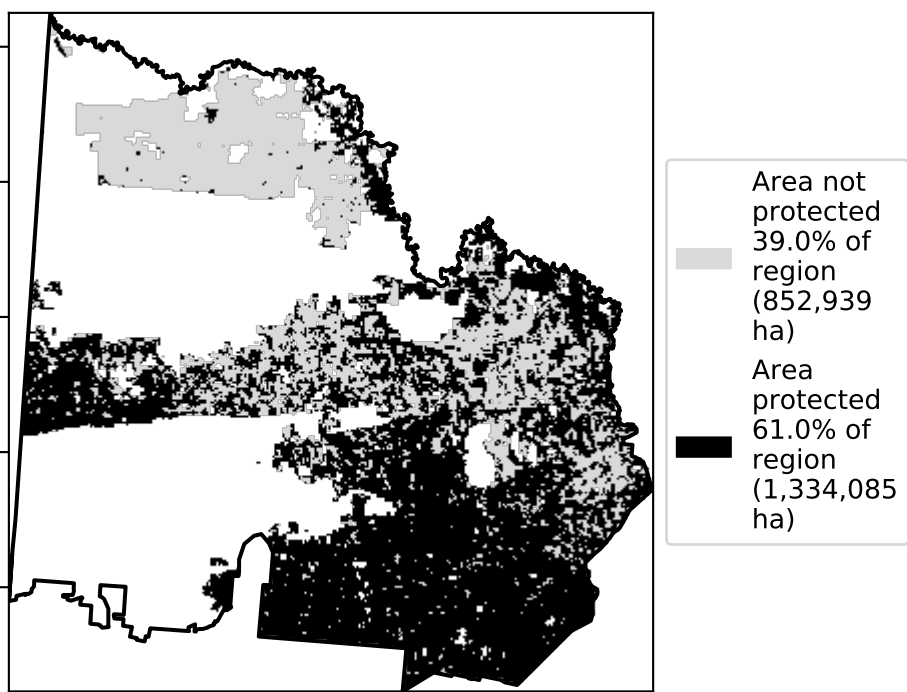 Area not
protected
39.0% of
region
(852,939
ha)
Area
protected
61.0% of
region
(1,334,085
ha)